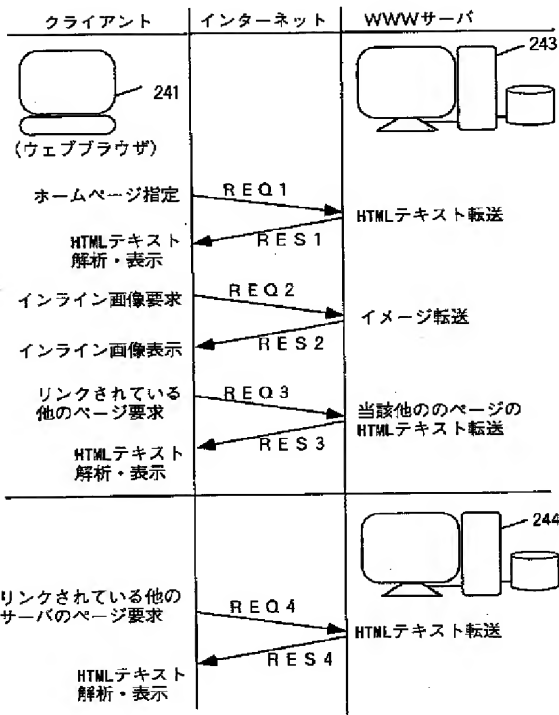 クライアント インターネット WWWサーバ
241
243
(ウェブブラウザ)
ホームページ指定
REQ1
HTMLテキスト転送
RES1
HTMLテキスト
解析・表示
インライン画像要求
REQ2
イメージ転送
RES2
インライン画像表示
リンクされている
他のページ要求
REQ3
当該他ののページの
HTMLテキスト転送
RES3
HTMLテキスト
解析・表示
244
リンクされている他の
サーバのページ要求
REQ4
HTMLテキスト転送
RES4
HTMLテキスト
解析・表示